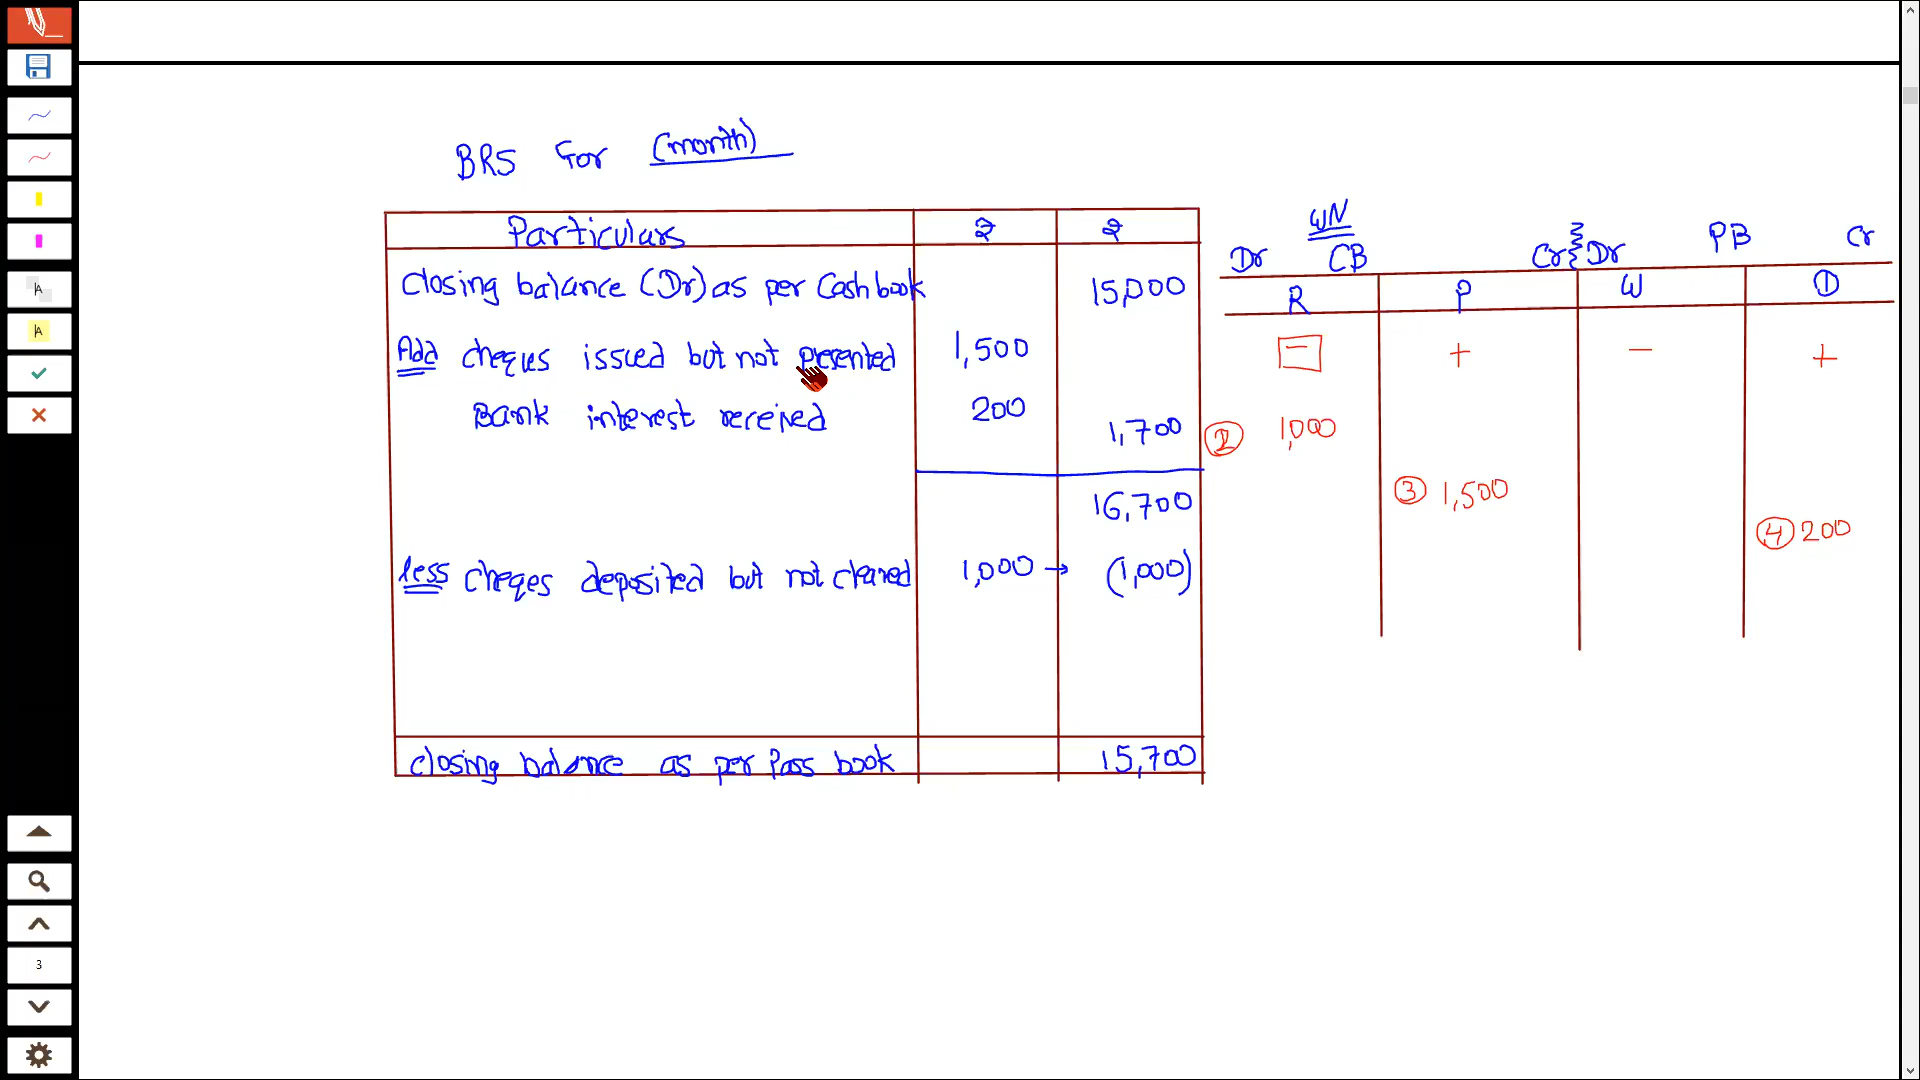 BRS For (month)
Particulars ₹ ₹
Closing balance (Dr) as per Cash book 15,000
Add cheques issued but not presented 1,500
Bank interest received 200 1,700
16,700
less cheqes deposited but not cleared 1,000 → (1,000)
closing balance as per Pass book 15,700
WN
Dr CB Cr Dr PB Cr
R P W D
- + - +
② 1,000
③ 1,500
④ 200
A
A
3